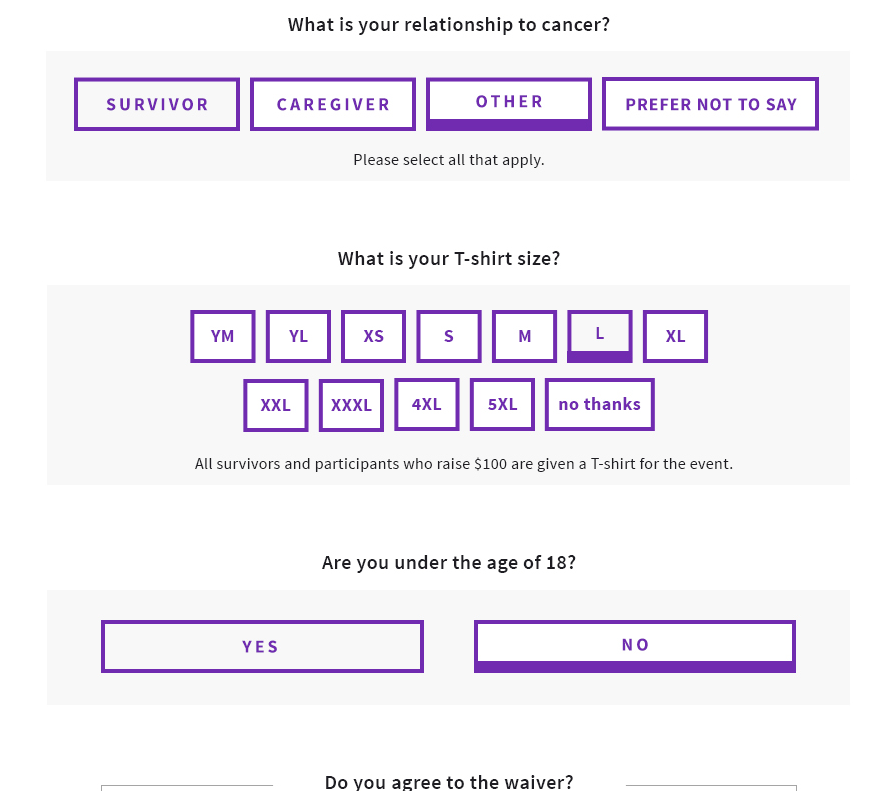 What is your relationship to cancer?
SURVIVOR CAREGIVER OTHER PREFER NOT TO SAY
Please select all that apply.
What is your T-shirt size?
YM YL XS S M L XL
XXL XXXL 4XL 5XL no thanks
All survivors and participants who raise $100 are given a T-shirt for the event.
Are you under the age of 18?
YES NO
Do you agree to the waiver?